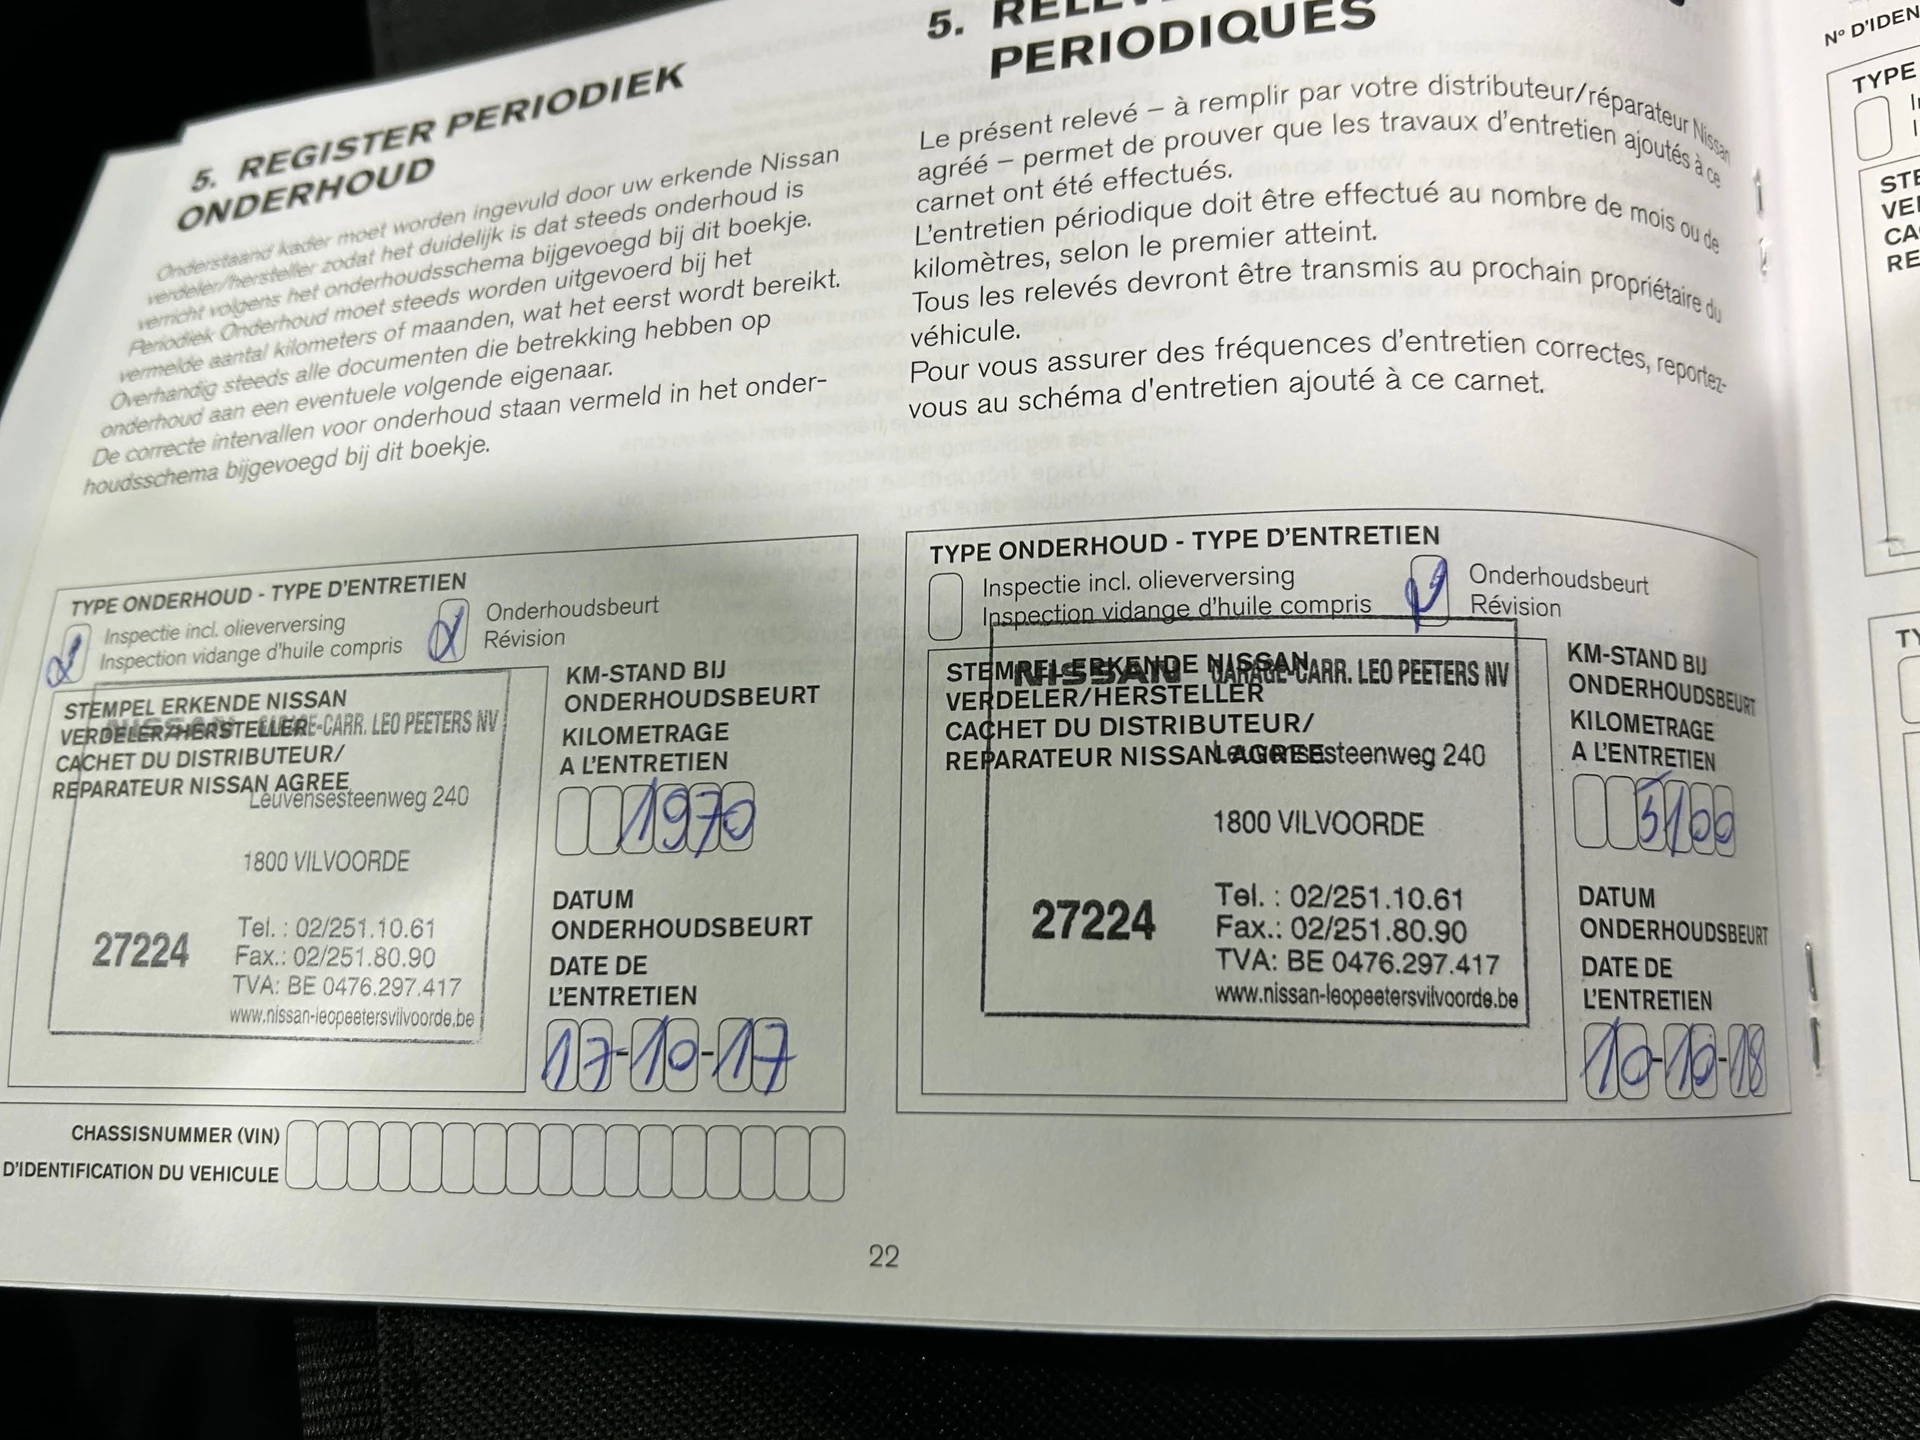 5. REGISTER PERIODIEK
ONDERHOUD
Onderstaand kader moet worden ingevuld door uw erkende Nissan
verdeler/hersteller zodat het duidelijk is dat steeds onderhoud is
verricht volgens het onderhoudsschema bijgevoegd bij dit boekje.
Periodiek Onderhoud moet steeds worden uitgevoerd bij het
vermelde aantal kilometers of maanden, wat het eerst wordt bereikt.
Overhandig steeds alle documenten die betrekking hebben op
onderhoud aan een eventuele volgende eigenaar.
De correcte intervallen voor onderhoud staan vermeld in het onder-
houdsschema bijgevoegd bij dit boekje.
TYPE ONDERHOUD - TYPE D'ENTRETIEN
Inspectie incl. olieverversing
Inspection vidange d'huile compris
Onderhoudsbeurt
Révision
STEMPEL ERKENDE NISSAN
VERDELER/HERSTELLER
CACHET DU DISTRIBUTEUR/
REPARATEUR NISSAN AGREE
NISSAN GARAGE-CARR. LEO PEETERS NV
Leuvensesteenweg 240
1800 VILVOORDE
27224
Tel. : 02/251.10.61
Fax.: 02/251.80.90
TVA: BE 0476.297.417
www.nissan-leopeetersvilvoorde.be
KM-STAND BIJ
ONDERHOUDSBEURT
KILOMETRAGE
A L'ENTRETIEN
1970
DATUM
ONDERHOUDSBEURT
DATE DE
L'ENTRETIEN
17-10-17
CHASSISNUMMER (VIN)
D'IDENTIFICATION DU VEHICULE
5.
PERIODIQUES
Le présent relevé – à remplir par votre distributeur/réparateur Nissan
agréé – permet de prouver que les travaux d'entretien ajoutés à ce
carnet ont été effectués.
L'entretien périodique doit être effectué au nombre de mois ou de
kilomètres, selon le premier atteint.
Tous les relevés devront être transmis au prochain propriétaire du
véhicule.
Pour vous assurer des fréquences d'entretien correctes, reportez-
vous au schéma d'entretien ajouté à ce carnet.
TYPE ONDERHOUD - TYPE D'ENTRETIEN
Inspectie incl. olieverversing
Inspection vidange d'huile compris
Onderhoudsbeurt
Révision
STEMPEL ERKENDE NISSAN
VERDELER/HERSTELLER
CACHET DU DISTRIBUTEUR/
REPARATEUR NISSAN AGREE
NISSAN GARAGE-CARR. LEO PEETERS NV
Leuvensesteenweg 240
1800 VILVOORDE
27224
Tel. : 02/251.10.61
Fax.: 02/251.80.90
TVA: BE 0476.297.417
www.nissan-leopeetersvilvoorde.be
KM-STAND BIJ
ONDERHOUDSBEURT
KILOMETRAGE
A L'ENTRETIEN
5100
DATUM
ONDERHOUDSBEURT
DATE DE
L'ENTRETIEN
10-10-18
22
N° D'IDEN
TYPE
STE
VE
CA
RE
TY